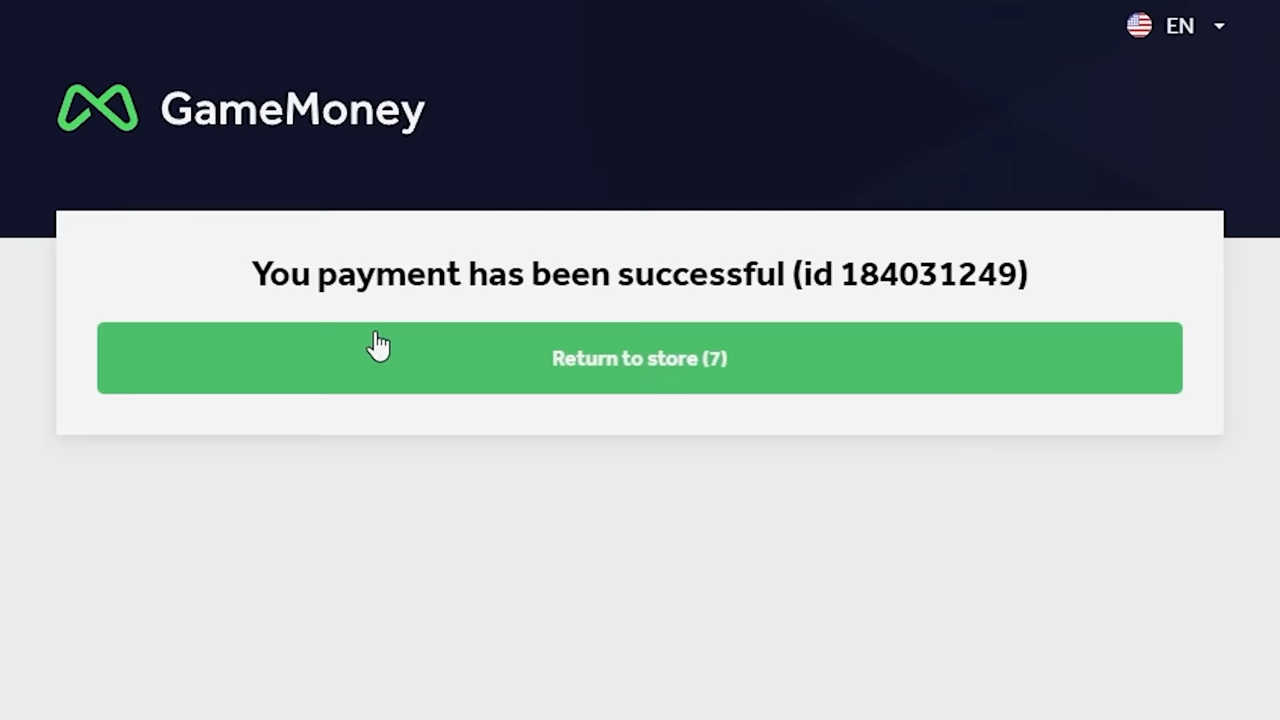 EN
GameMoney
You payment has been successful (id 184031249)
Return to store (7)